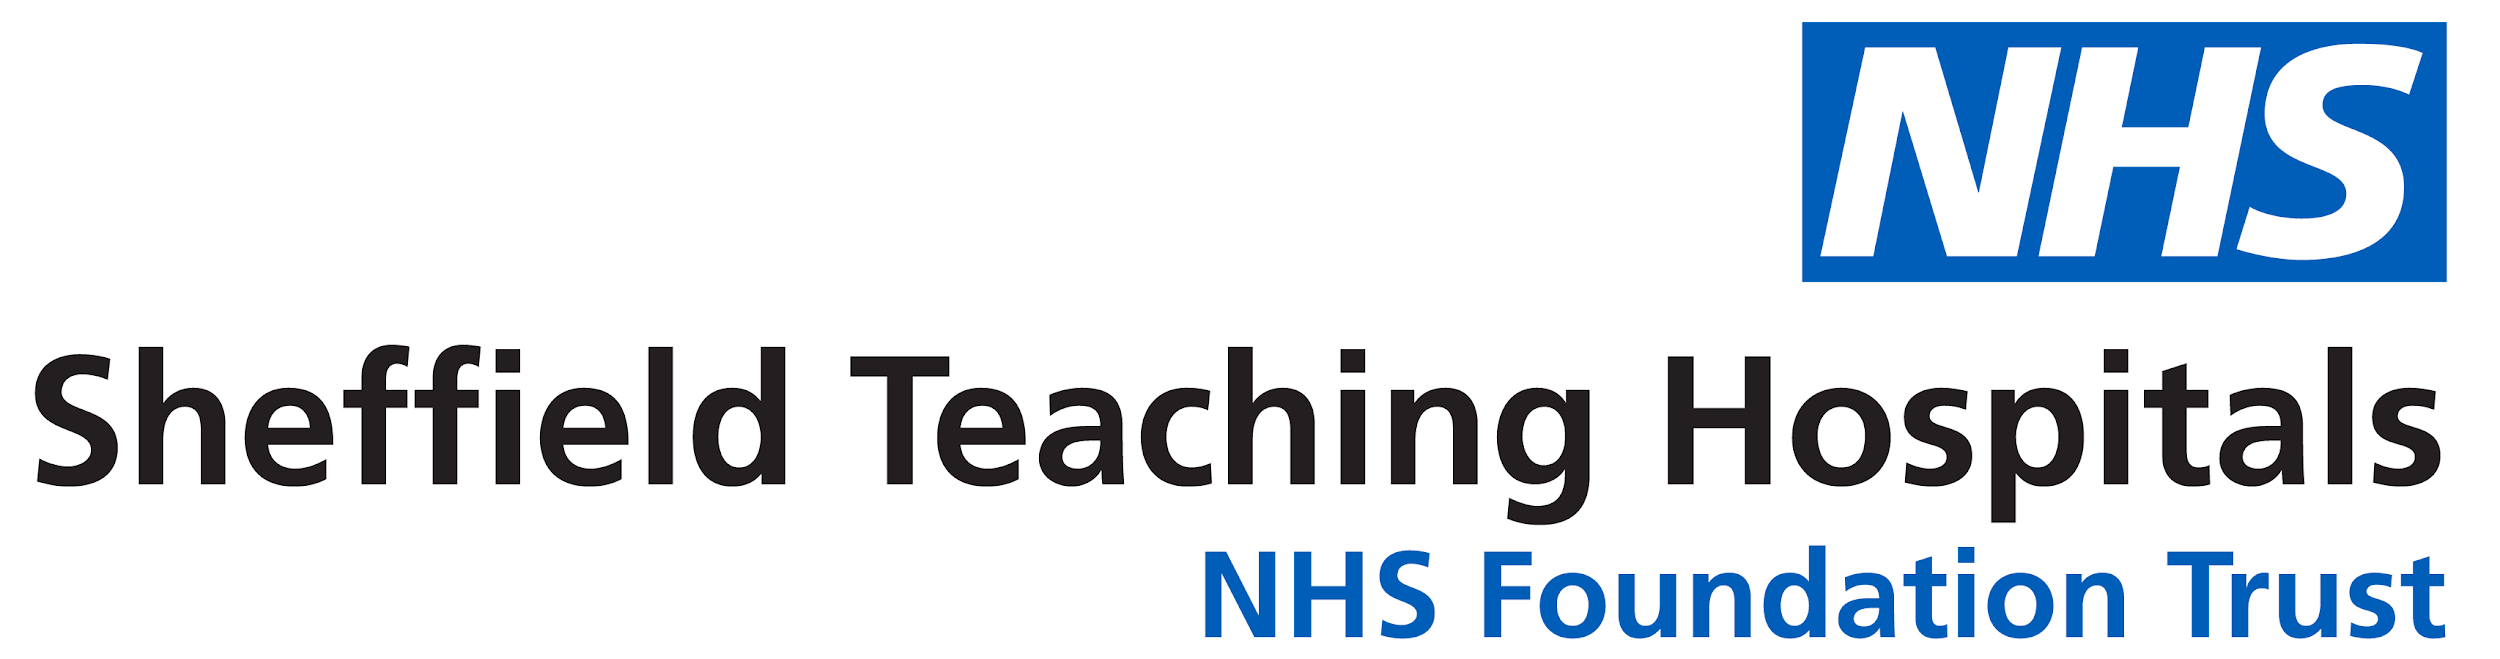 NHS
Sheffield Teaching Hospitals
NHS Foundation Trust